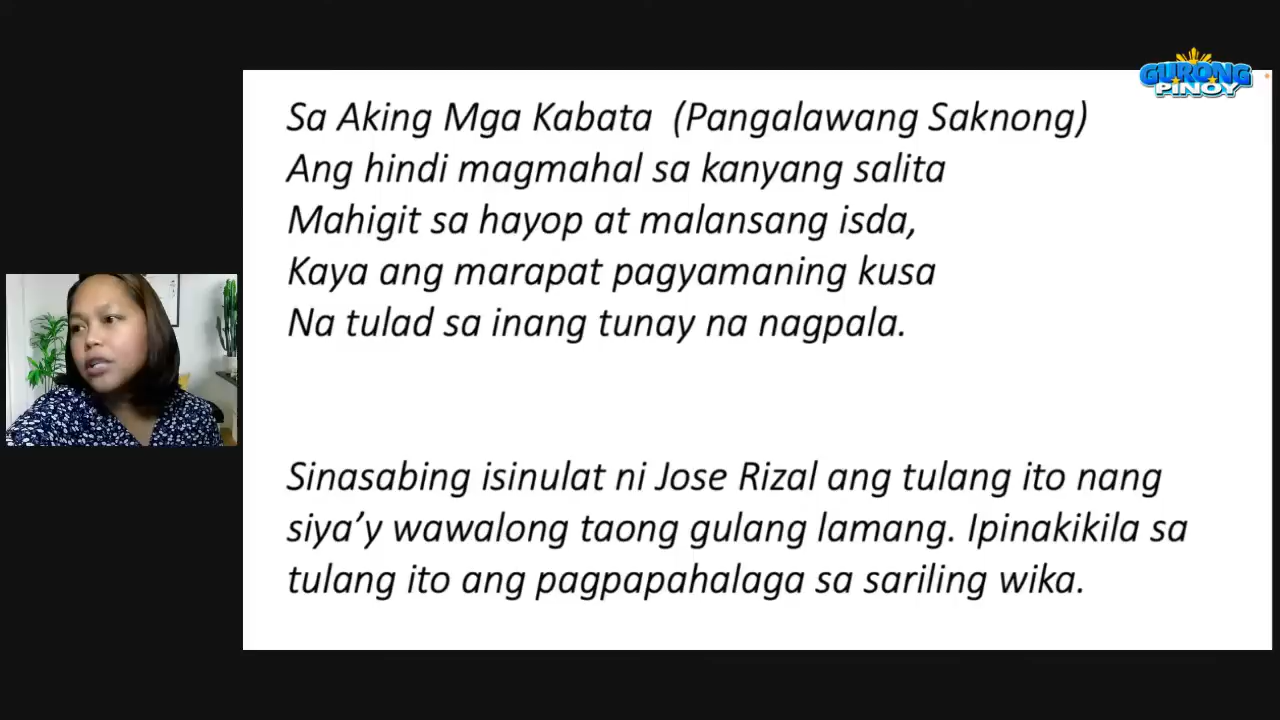 GURONG
PINOY
Sa Aking Mga Kabata (Pangalawang Saknong)
Ang hindi magmahal sa kanyang salita
Mahigit sa hayop at malansang isda,
Kaya ang marapat pagyamaning kusa
Na tulad sa inang tunay na nagpala.
Sinasabing isinulat ni Jose Rizal ang tulang ito nang
siya’y wawalong taong gulang lamang. Ipinakikila sa
tulang ito ang pagpapahalaga sa sariling wika.